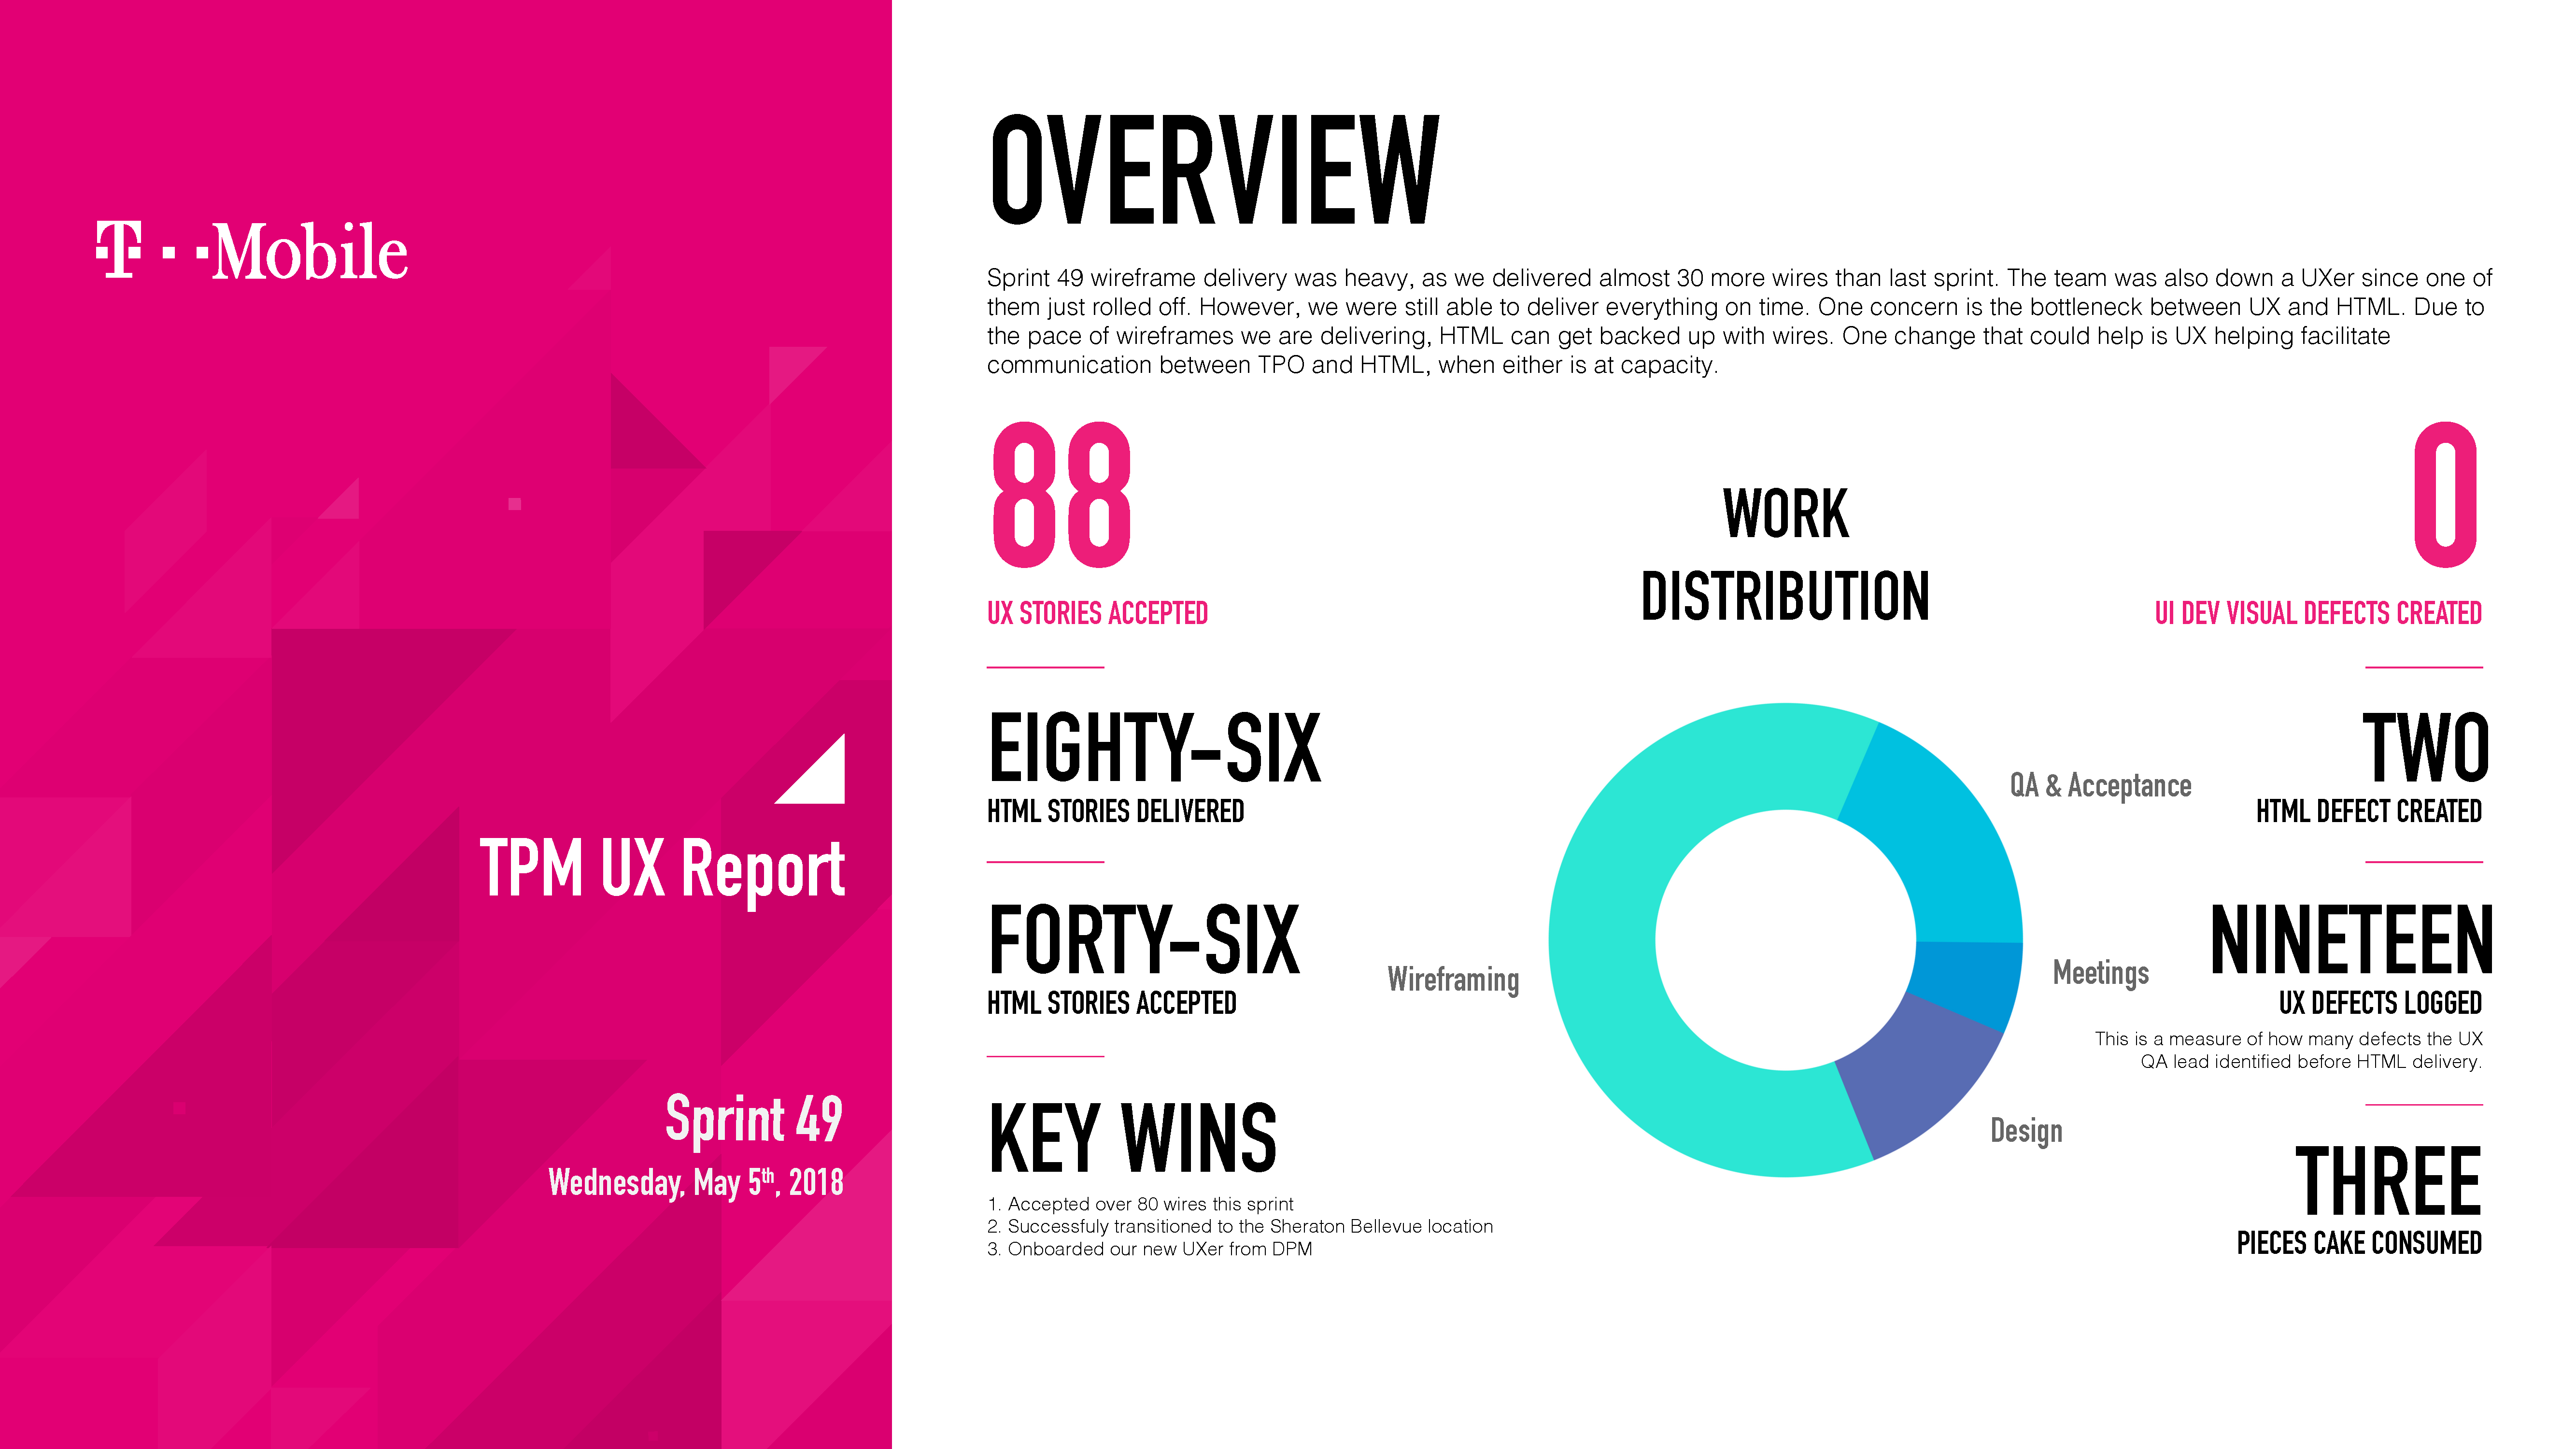 T··Mobile
TPM UX Report
Sprint 49
Wednesday, May 5th, 2018
OVERVIEW
Sprint 49 wireframe delivery was heavy, as we delivered almost 30 more wires than last sprint. The team was also down a UXer since one of
them just rolled off. However, we were still able to deliver everything on time. One concern is the bottleneck between UX and HTML. Due to
the pace of wireframes we are delivering, HTML can get backed up with wires. One change that could help is UX helping facilitate
communication between TPO and HTML, when either is at capacity.
88
UX STORIES ACCEPTED
EIGHTY-SIX
HTML STORIES DELIVERED
FORTY-SIX
HTML STORIES ACCEPTED
KEY WINS
1. Accepted over 80 wires this sprint
2. Successfuly transitioned to the Sheraton Bellevue location
3. Onboarded our new UXer from DPM
WORK
DISTRIBUTION
QA & Acceptance
Meetings
Wireframing
Design
0
UI DEV VISUAL DEFECTS CREATED
TWO
HTML DEFECT CREATED
NINETEEN
UX DEFECTS LOGGED
This is a measure of how many defects the UX
QA lead identified before HTML delivery.
THREE
PIECES CAKE CONSUMED